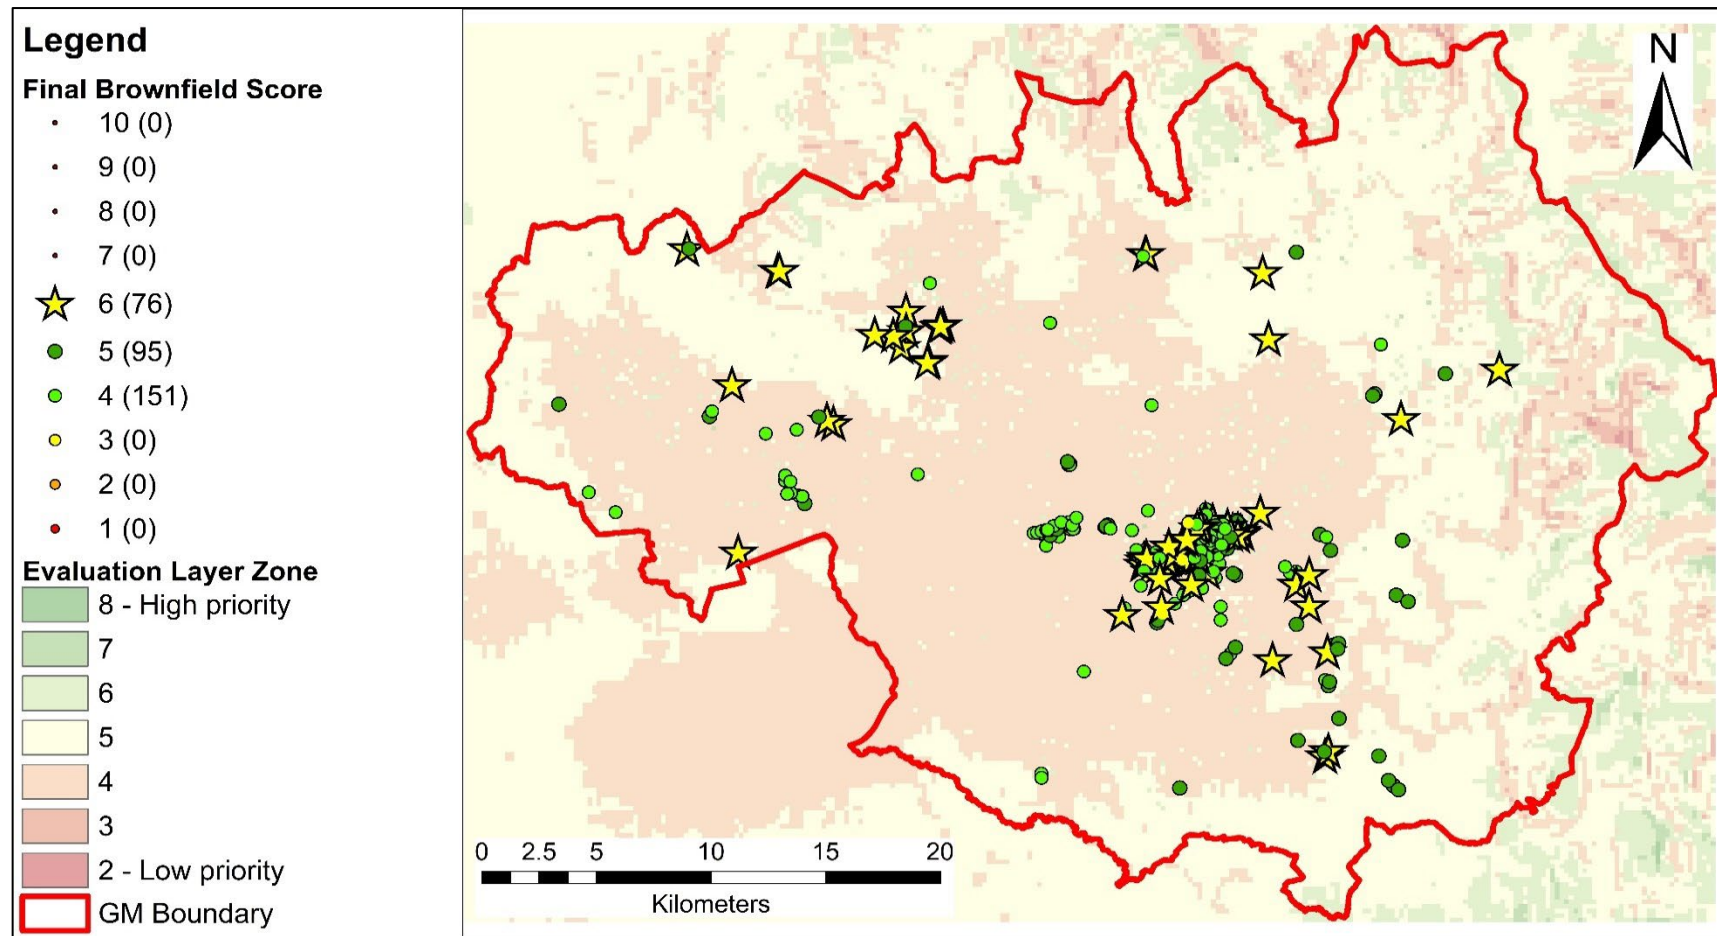 Legend
Final Brownfield Score
10 (0)
9 (0)
8 (0)
7 (0)
6 (76)
5 (95)
4 (151)
3 (0)
2 (0)
1 (0)
Evaluation Layer Zone
8 - High priority
7
6
5
4
3
2 - Low priority
GM Boundary
N
0 2.5 5 10 15 20
Kilometers